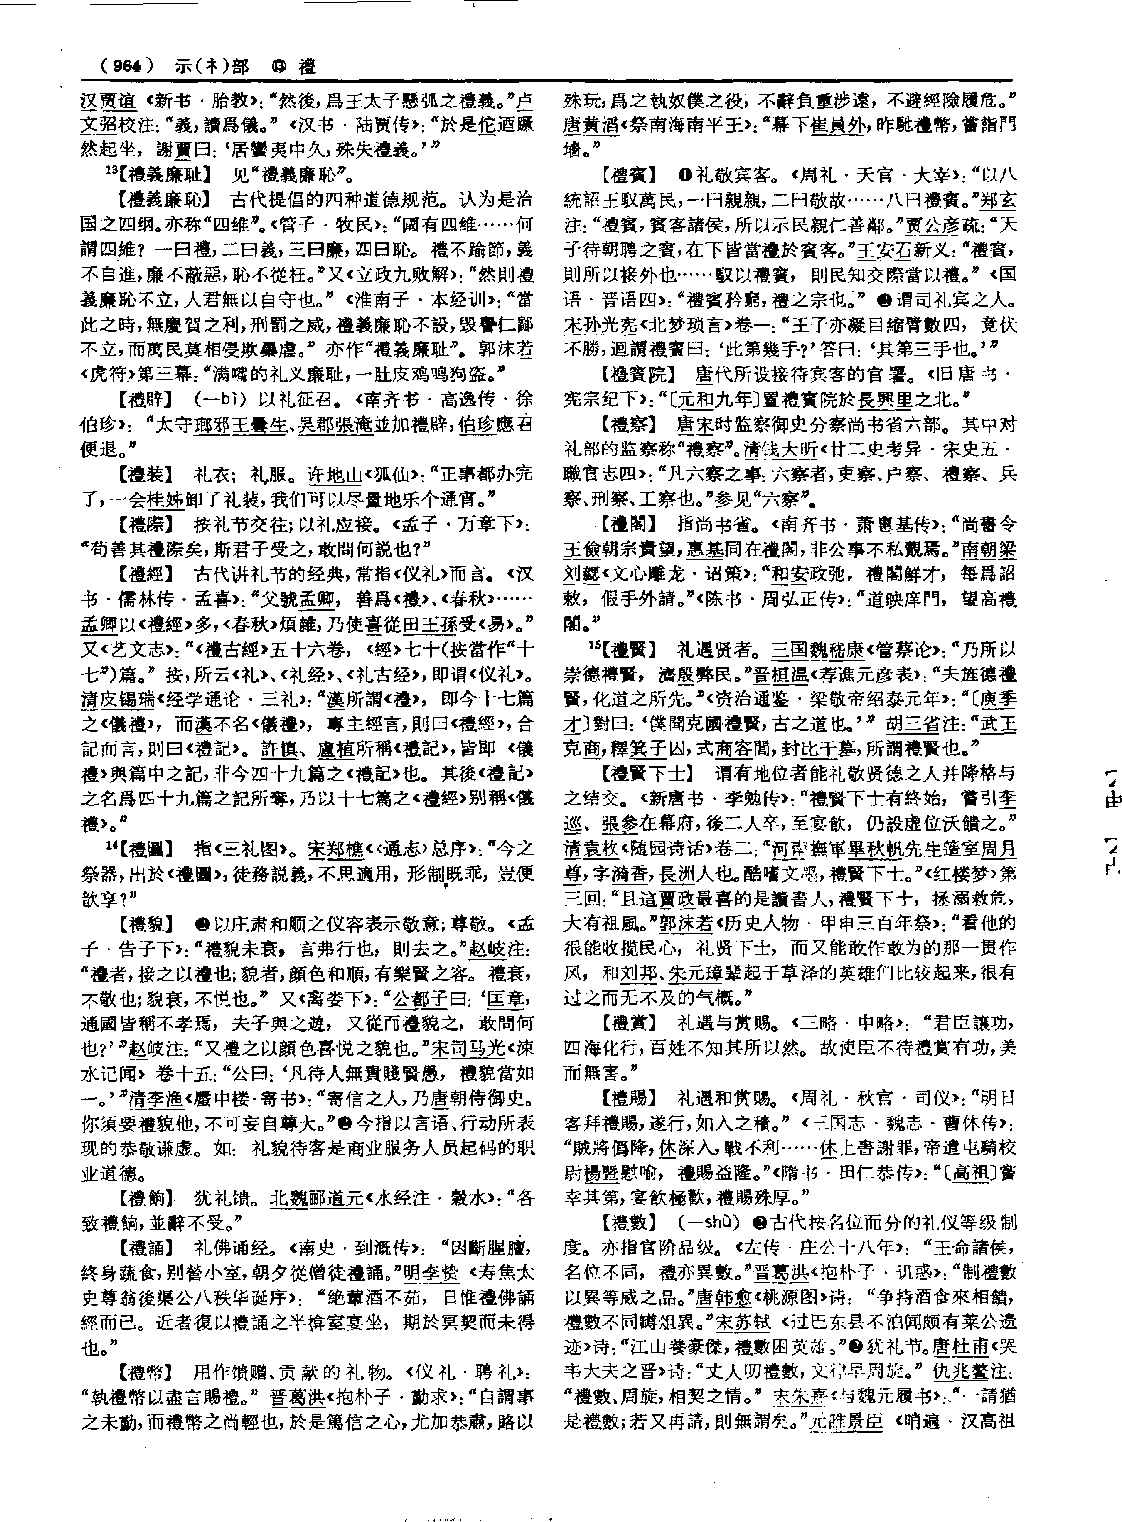 （964） 示(礻)部 ⑬ 禮
汉贾谊《新书·胎教》：“然後，爲王太子懸弧之禮義。”卢
文弨校注：“義，讀爲儀。”《汉书·陆贾传》：“於是佗迺蹶
然起坐，謝賈曰：‘居蠻夷中久，殊失禮義。’”
13【禮義廉耻】 见“禮義廉恥”。
【禮義廉恥】 古代提倡的四种道德规范。认为是治
国之四纲。亦称“四维”。《管子·牧民》：“國有四维……何
謂四維？一曰禮，二曰義，三曰廉，四曰恥。禮不踰節，義
不自進，廉不蔽惡，恥不從枉。”又《立政九败解》：“然則禮
義廉恥不立，人君無以自守也。”《淮南子·本经训》：“當
此之時，無慶賀之利，刑罰之威，禮義廉恥不設，毁譽仁鄙
不立，而萬民莫相侵欺暴虐。”亦作“禮義廉耻”。郭沫若
《虎符》第三幕：“满嘴的礼义廉耻，一肚皮鸡鸣狗盗。”
【禮辟】（—bì）以礼征召。《南齐书·高逸传·徐
伯珍》：“太守琅邪王曇生、吴郡張淹並加禮辟，伯珍應召
便退。”
【禮装】 礼衣；礼服。许地山《狐仙》：“正事都办完
了，一会桂姊卸了礼装，我们可以尽量地乐个通宵。”
【禮際】 按礼节交往；以礼应接。《孟子·万章下》：
“苟善其禮際矣，斯君子受之，敢問何説也？”
【禮經】 古代讲礼节的经典，常指《仪礼》而言。《汉
书·儒林传·孟喜》：“父號孟卿，善爲《禮》、《春秋》……
孟卿以《禮經》多，《春秋》煩雜，乃使喜從田王孫受《易》。”
又《艺文志》：“《禮古經》五十六卷，《經》七十(按當作“十
七”)篇。”按，所云《礼》、《礼经》、《礼古经》，即谓《仪礼》。
清皮锡瑞《经学通论·三礼》：“漢所謂《禮》，即今十七篇
之《儀禮》，而漢不名《儀禮》，專主經言，則曰《禮經》，合
記而言，則曰《禮記》。許慎、盧植所稱《禮記》，皆即《儀
禮》與篇中之記，非今四十九篇之《禮記》也。其後《禮記》
之名爲四十九篇之記所奪，乃以十七篇之《禮經》别稱《儀
禮》。”
14【禮圖】 指《三礼图》。宋郑樵《〈通志〉总序》：“今之
祭器，出於《禮圖》，徒務説義，不思適用，形制既乖，豈便
歆享？”
【禮貌】 ❶以庄肃和顺之仪容表示敬意；尊敬。《孟
子·告子下》：“禮貌未衰，言弗行也，則去之。”赵岐注：
“禮者，接之以禮也；貌者，顔色和順，有樂賢之容。禮衰，
不敬也；貌衰，不悦也。”又《离娄下》：“公都子曰：‘匡章，
通國皆稱不孝焉，夫子與之遊，又從而禮貌之，敢問何
也？’”赵岐注：“又禮之以顔色喜悦之貌也。”宋司马光《涑
水记闻》卷十五：“公曰：‘凡待人無貴賤賢愚，禮貌當如
一。’”清李渔《蜃中楼·寄书》：“寄信之人，乃唐朝侍御史。
你須要禮貌他，不可妄自尊大。”❷今指以言语、行动所表
现的恭敬谦虚。如：礼貌待客是商业服务人员起码的职
业道德。
【禮餉】 犹礼馈。北魏郦道元《水经注·穀水》：“各
致禮餉，並辭不受。”
【禮誦】 礼佛诵经。《南史·到溉传》：“因斷腥膻，
終身蔬食，别營小室，朝夕從僧徒禮誦。”明李贽《寿焦太
史尊翁後渠公八秩华诞序》：“絶葷酒不茹，日惟禮佛誦
經而已。近者復以禮誦之半檢室宴坐，期於冥契而未得
也。”
【禮幣】 用作馈赠、贡献的礼物。《仪礼·聘礼》：
“執禮幣以盡言賜禮。”晋葛洪《抱朴子·勤求》：“自謂事
之未勤，而禮幣之尚輕也，於是篤信之心，尤加恭肅，賂以
殊玩，爲之執奴僕之役，不辭負重涉遠，不避經險履危。”
唐黄滔《祭南海南平王》：“幕下崔員外，昨馳禮幣，嘗詣門
墻。”
【禮賓】 ❶礼敬宾客。《周礼·天官·大宰》：“以八
統詔王馭萬民，一曰親親，二曰敬故……八曰禮賓。”郑玄
注：“禮賓，賓客諸侯，所以示民親仁善鄰。”贾公彦疏：“天
子待朝聘之賓，在下皆當禮於賓客。”王安石新义：“禮賓，
則所以接外也……馭以禮賓，則民知交際當以禮。”《国
语·晋语四》：“禮賓矜窮，禮之宗也。”❷谓司礼宾之人。
宋孙光宪《北梦琐言》卷一：“王子亦凝目縮臂數四，竟伏
不勝，迴謂禮賓曰：‘此第幾手？’答曰：‘其第三手也。’”
【禮賓院】 唐代所设接待宾客的官署。《旧唐书·
宪宗纪下》：“〔元和九年〕置禮賓院於長興里之北。”
【禮察】 唐宋时监察御史分察尚书省六部。其中对
礼部的监察称“禮察”。清钱大昕《廿二史考异·宋史五·
職官志四》：“凡六察之事：六察者，吏察、户察、禮察、兵
察、刑察、工察也。”参见“六察”。
【禮閣】 指尚书省。《南齐书·萧惠基传》：“尚書令
王儉朝宗貴望，惠基同在禮閣，非公事不私覿焉。”南朝梁
刘勰《文心雕龙·诏策》：“和安政弛，禮閣鮮才，每爲詔
敕，假手外請。”《陈书·周弘正传》：“道映庠門，望高禮
閣。”
15【禮賢】 礼遇贤者。三国魏嵇康《管蔡论》：“乃所以
崇德禮賢，濟殷弊民。”晋桓温《荐谯元彦表》：“夫旌德禮
賢，化道之所先。”《资治通鉴·梁敬帝绍泰元年》：“〔庾季
才〕對曰：‘僕聞克國禮賢，古之道也。’”胡三省注：“武王
克商，釋箕子囚，式商容閭，封比干墓，所謂禮賢也。”
【禮賢下士】 谓有地位者能礼敬贤德之人并降格与
之结交。《新唐书·李勉传》：“禮賢下士有終始，嘗引李
巡、張参在幕府，後二人卒，至宴飲，仍設虚位沃饋之。”
清袁枚《随园诗话》卷二：“河南撫軍畢秋帆先生簉室周月
尊，字漪香，長洲人也。酷嗜文墨，禮賢下士。”《红楼梦》第
三回：“且這賈政最喜的是讀書人，禮賢下士，拯溺救危，
大有祖風。”郭沫若《历史人物·甲申三百年祭》：“看他的
很能收揽民心，礼贤下士，而又能敢作敢为的那一贯作
风，和刘邦、朱元璋辈起于草泽的英雄们比较起来，很有
过之而无不及的气概。”
【禮賞】 礼遇与赏赐。《三略·中略》：“君臣讓功，
四海化行，百姓不知其所以然。故使臣不待禮賞有功，美
而無害。”
【禮賜】 礼遇和赏赐。《周礼·秋官·司仪》：“明日
客拜禮賜，遂行，如入之積。”《三国志·魏志·曹休传》：
“賊將僞降，休深入，戰不利……休上書謝罪，帝遣屯騎校
尉楊暨慰喻，禮賜益隆。”《隋书·田仁恭传》：“〔高祖〕嘗
幸其第，宴飲極歡，禮賜殊厚。”
【禮數】（—shù）❶古代按名位而分的礼仪等级制
度。亦指官阶品级。《左传·庄公十八年》：“王命諸侯，
名位不同，禮亦異數。”晋葛洪《抱朴子·讥惑》：“制禮數
以異等威之品。”唐韩愈《桃源图》诗：“争持酒食來相饋，
禮數不同罇俎異。”宋苏轼《过巴东县不泊闻颇有莱公遗
迹》诗：“江山養豪傑，禮數困英雄。”❷犹礼节。唐杜甫《哭
韦大夫之晋》诗：“丈人叨禮數，文律早周旋。”仇兆鳌注：
“禮數、周旋，相契之情。”宋朱熹《与魏元履书》：“一請猶
是禮數；若又再請，則無謂矣。”元睢景臣《哨遍·汉高祖